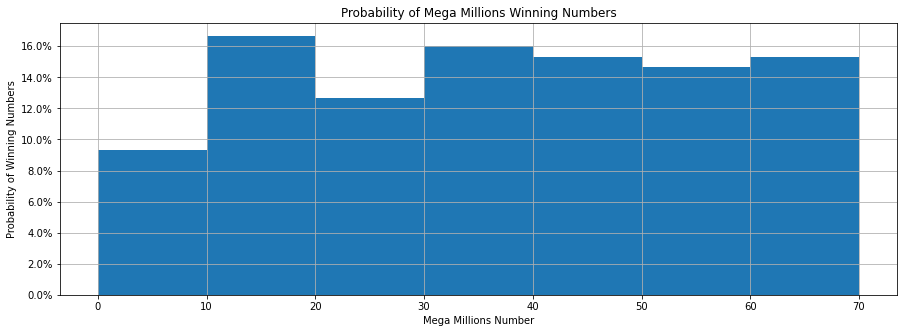 Probability of Mega Millions Winning Numbers
Probability of Winning Numbers
16.0%
14.0%
12.0%
10.0%
8.0%
6.0%
4.0%
2.0%
0.0%
0 10 20 30 40 50 60 70
Mega Millions Number